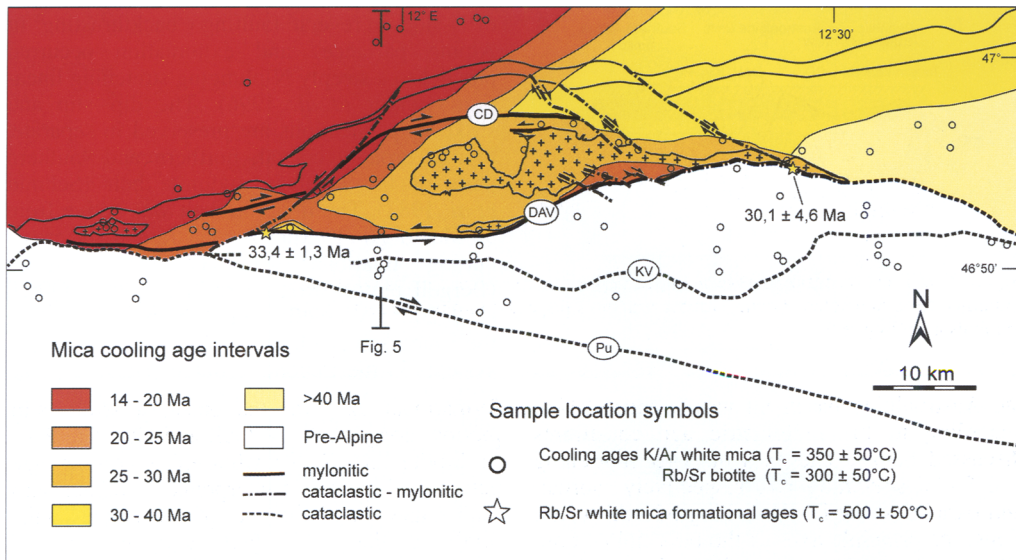 12° E
12°30'
47°
CD
DAV
30,1 ± 4,6 Ma
33,4 ± 1,3 Ma
46°50'
KV
N
Fig. 5
Pu
10 km
Mica cooling age intervals
14 - 20 Ma
>40 Ma
20 - 25 Ma
Pre-Alpine
25 - 30 Ma
mylonitic
cataclastic - mylonitic
30 - 40 Ma
cataclastic
Sample location symbols
Cooling ages K/Ar white mica (Tc = 350 ± 50°C)
Rb/Sr biotite (Tc = 300 ± 50°C)
Rb/Sr white mica formational ages (Tc = 500 ± 50°C)